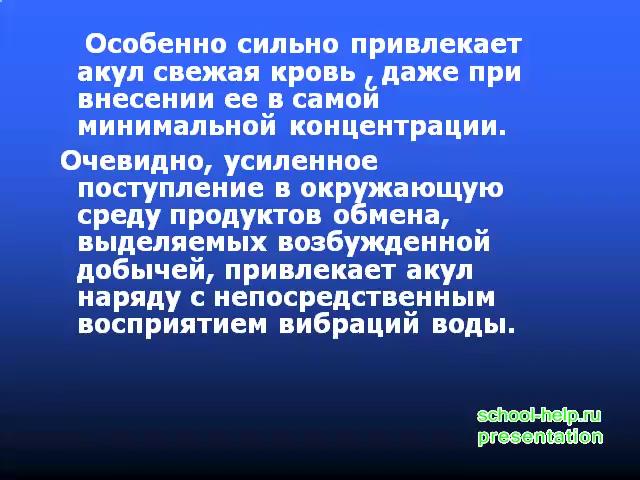 Особенно сильно привлекает
акул свежая кровь , даже при
внесении ее в самой
минимальной концентрации.
Очевидно, усиленное
поступление в окружающую
среду продуктов обмена,
выделяемых возбужденной
добычей, привлекает акул
наряду с непосредственным
восприятием вибраций воды.
school-help.ru
presentation